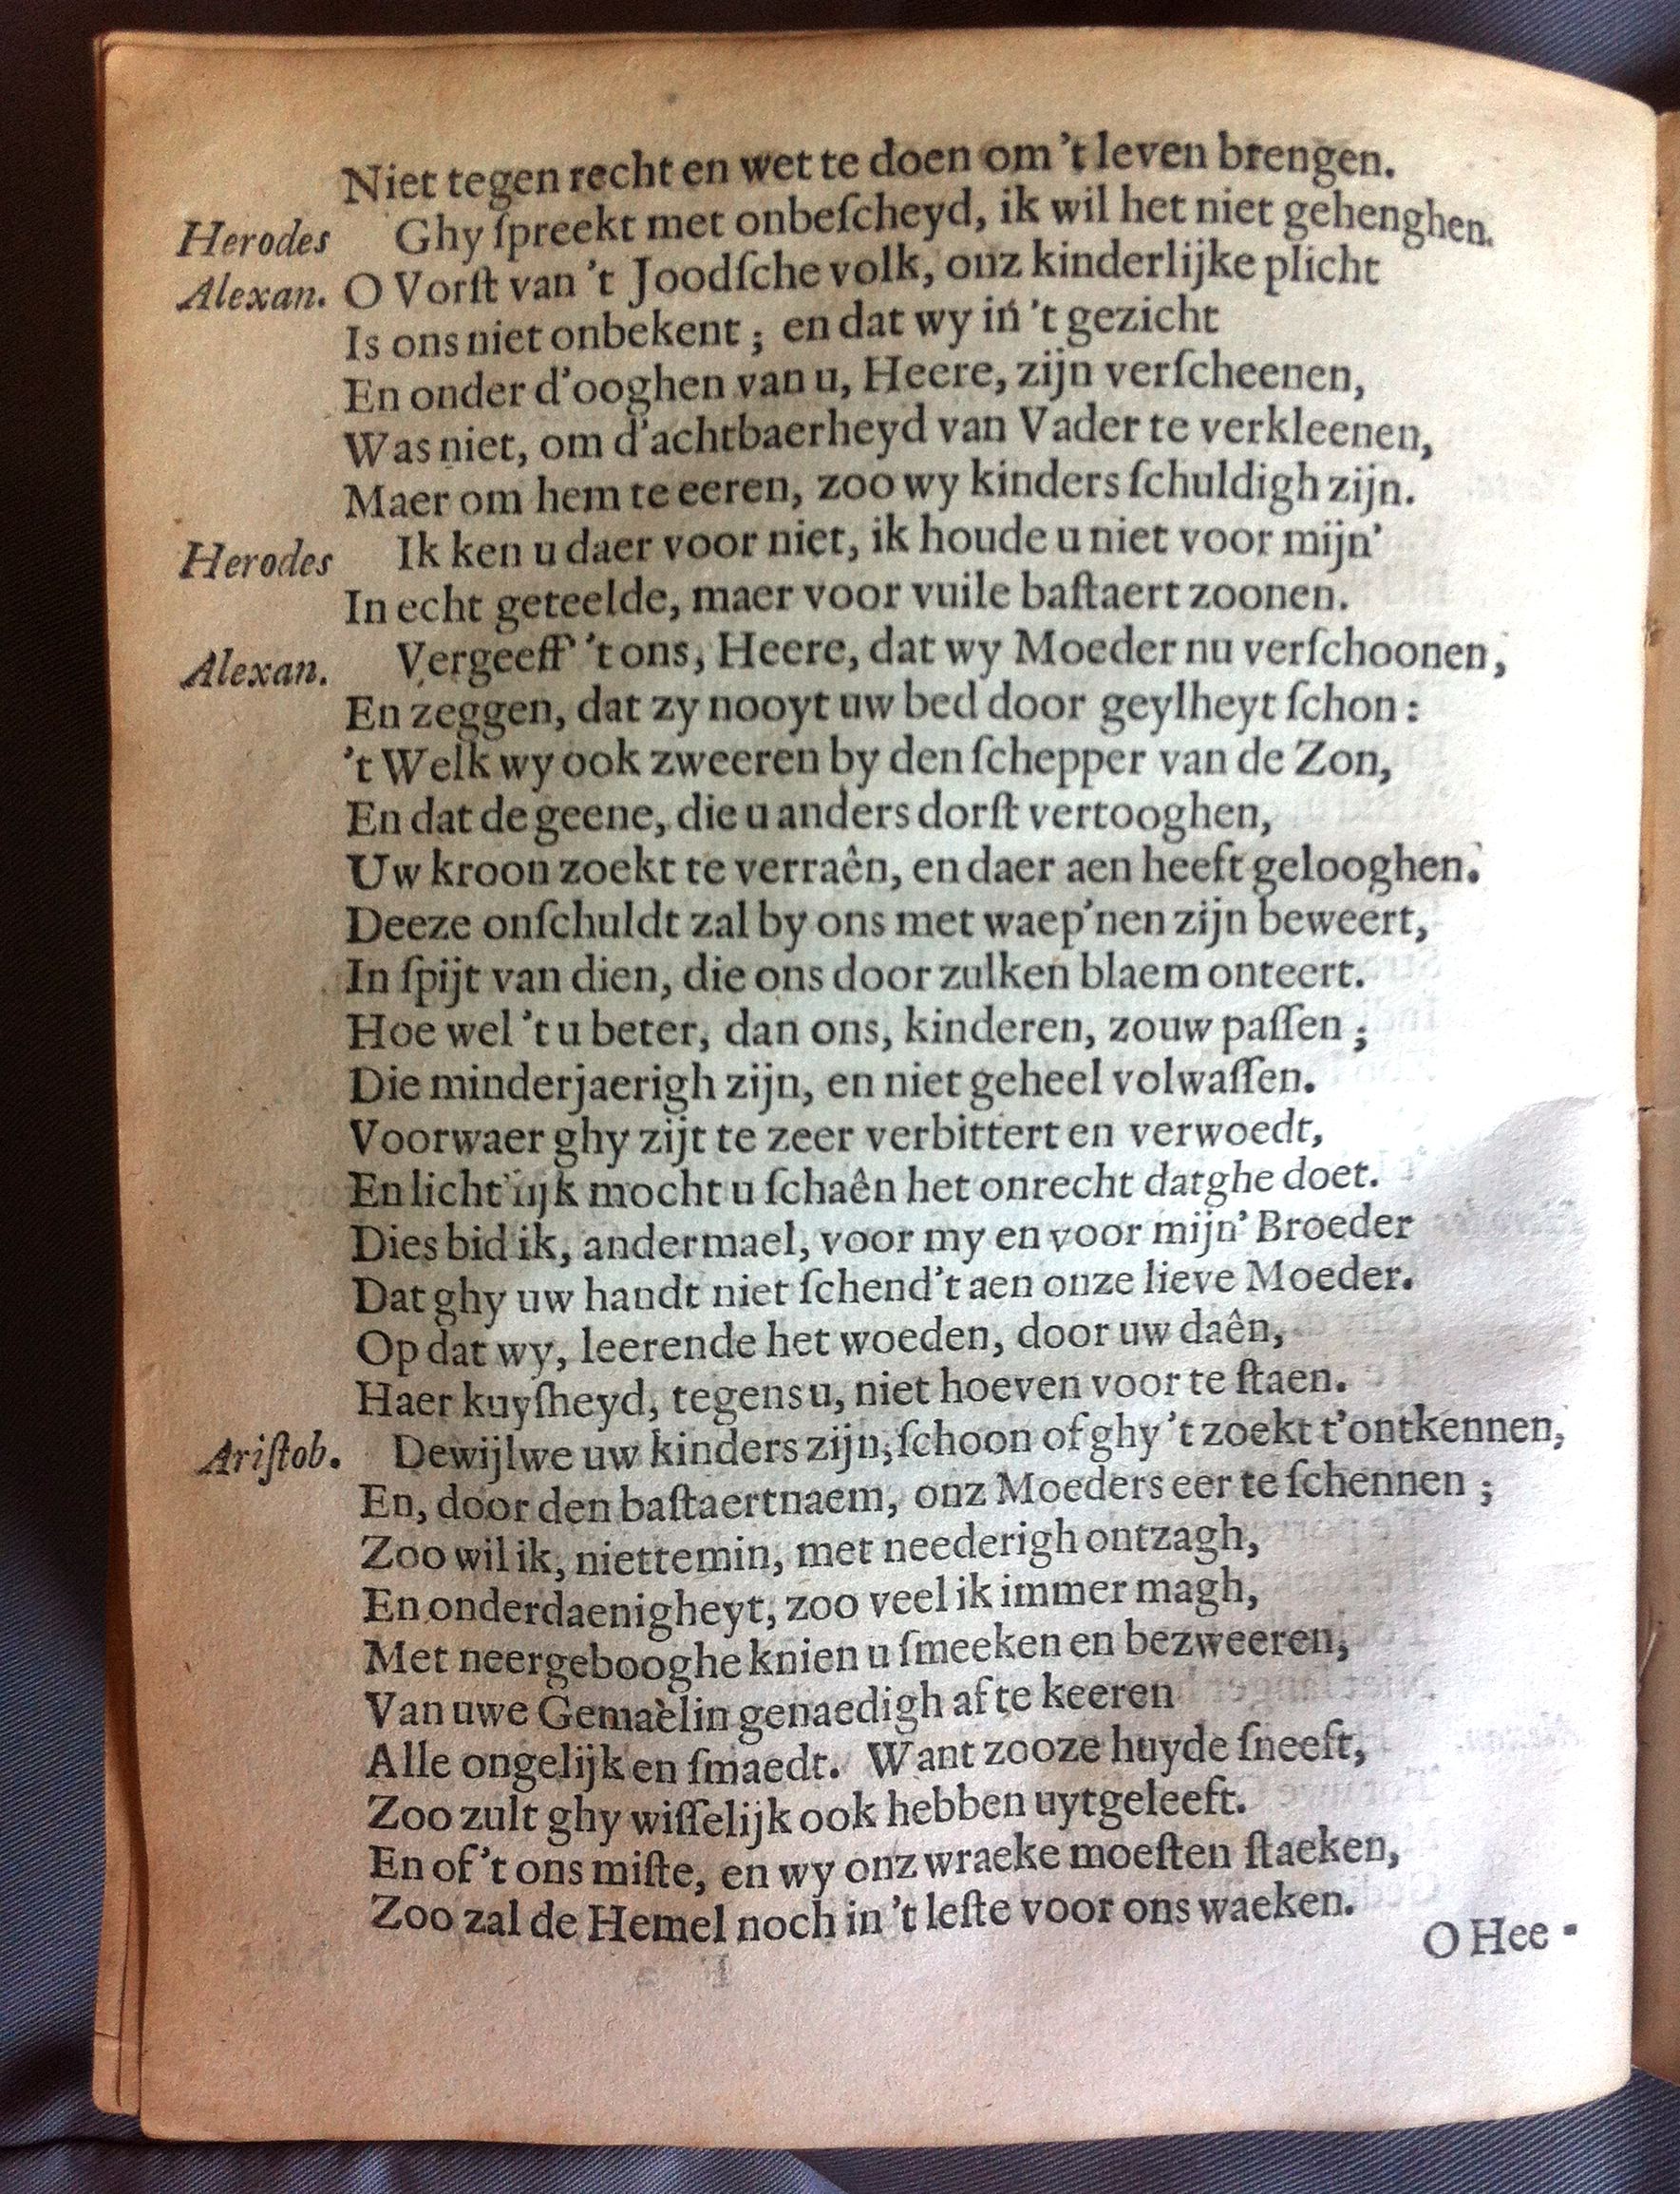 Niet tegen recht en wet te doen om 't leven brengen.
Herodes Ghy ſpreekt met onbeſcheyd, ik wil het niet gehenghen.
Alexan. O Vorſt van 't Joodſche volk, onz kinderlijke plicht
Is ons niet onbekent; en dat wy in 't gezicht
En onder d'ooghen van u, Heere, zijn verſcheenen,
Was niet, om d'achtbaerheyd van Vader te verkleenen,
Maer om hem te eeren, zoo wy kinders ſchuldigh zijn.
Herodes Ik ken u daer voor niet, ik houde u niet voor mijn'
In echt geteelde, maer voor vuile baſtaert zoonen.
Alexan. Vergeeff' 't ons, Heere, dat wy Moeder nu verſchoonen,
En zeggen, dat zy nooyt uw bed door geylheyt ſchon:
't Welk wy ook zweeren by den ſchepper van de Zon,
En dat de geene, die u anders dorſt vertooghen,
Uw kroon zoekt te verraên, en daer aen heeft gelooghen.
Deeze onſchuldt zal by ons met waep'nen zijn beweert,
In ſpijt van dien, die ons door zulken blaem onteert.
Hoe wel 't u beter, dan ons, kinderen, zouw paſſen;
Die minderjaerigh zijn, en niet geheel volwaſſen.
Voorwaer ghy zijt te zeer verbittert en verwoedt,
En licht'lijk mocht u ſchaên het onrecht dat ghe doet.
Dies bid ik, andermael, voor my en voor mijn' Broeder
Dat ghy uw handt niet ſchend't aen onze lieve Moeder.
Op dat wy, leerende het woeden, door uw daên,
Haer kuyſheyd, tegens u, niet hoeven voor te ſtaen.
Ariſtob. Dewijl we uw kinders zijn, ſchoon of ghy 't zoekt t'ontkennen,
En, door den baſtaertnaem, onz Moeders eer te ſchennen;
Zoo wil ik, niettemin, met neederigh ontzagh,
En onderdaenigheyt, zoo veel ik immer magh,
Met neergebooghe knien u ſmeeken en bezweeren,
Van uwe Gemaèlin genaedigh af te keeren
Alle ongelijk en ſmaedt. Want zooze huyde ſneeft,
Zoo zult ghy wiſſelijk ook hebben uytgeleeft.
En of 't ons miſte, en wy onz wraeke moeſten ſtaeken,
Zoo zal de Hemel noch in 't leſte voor ons waeken.
O Hee-